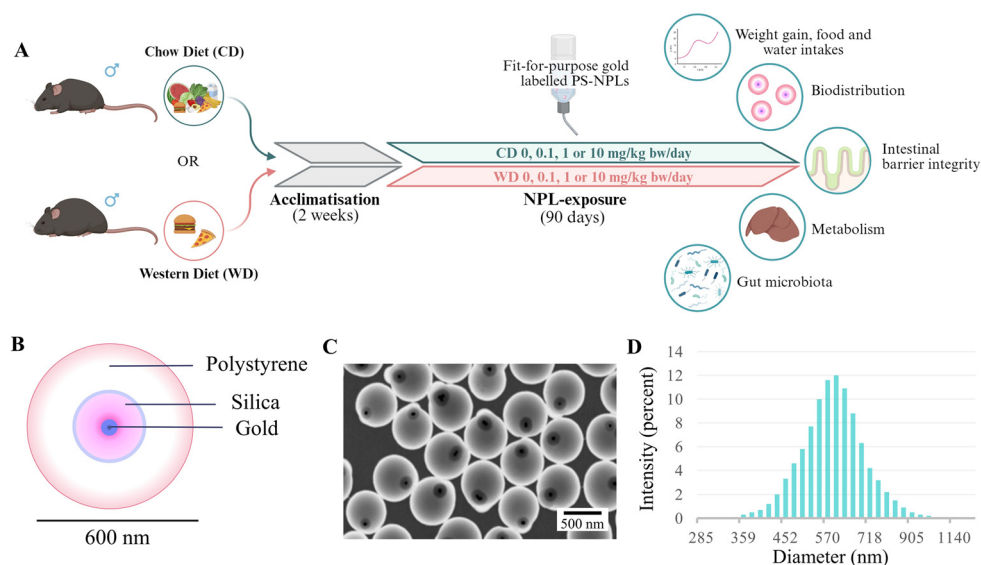 A
Chow Diet (CD)
OR
Western Diet (WD)
Acclimatisation
(2 weeks)
Fit-for-purpose gold
labelled PS-NPLs
CD 0, 0.1, 1 or 10 mg/kg bw/day
WD 0, 0.1, 1 or 10 mg/kg bw/day
NPL-exposure
(90 days)
Weight gain, food and
water intakes
Biodistribution
Intestinal
barrier integrity
Metabolism
Gut microbiota
B
Polystyrene
Silica
Gold
600 nm
C
500 nm
D
Intensity (percent)
14
12
10
8
6
4
2
0
285 359 452 570 718 905 1140
Diameter (nm)